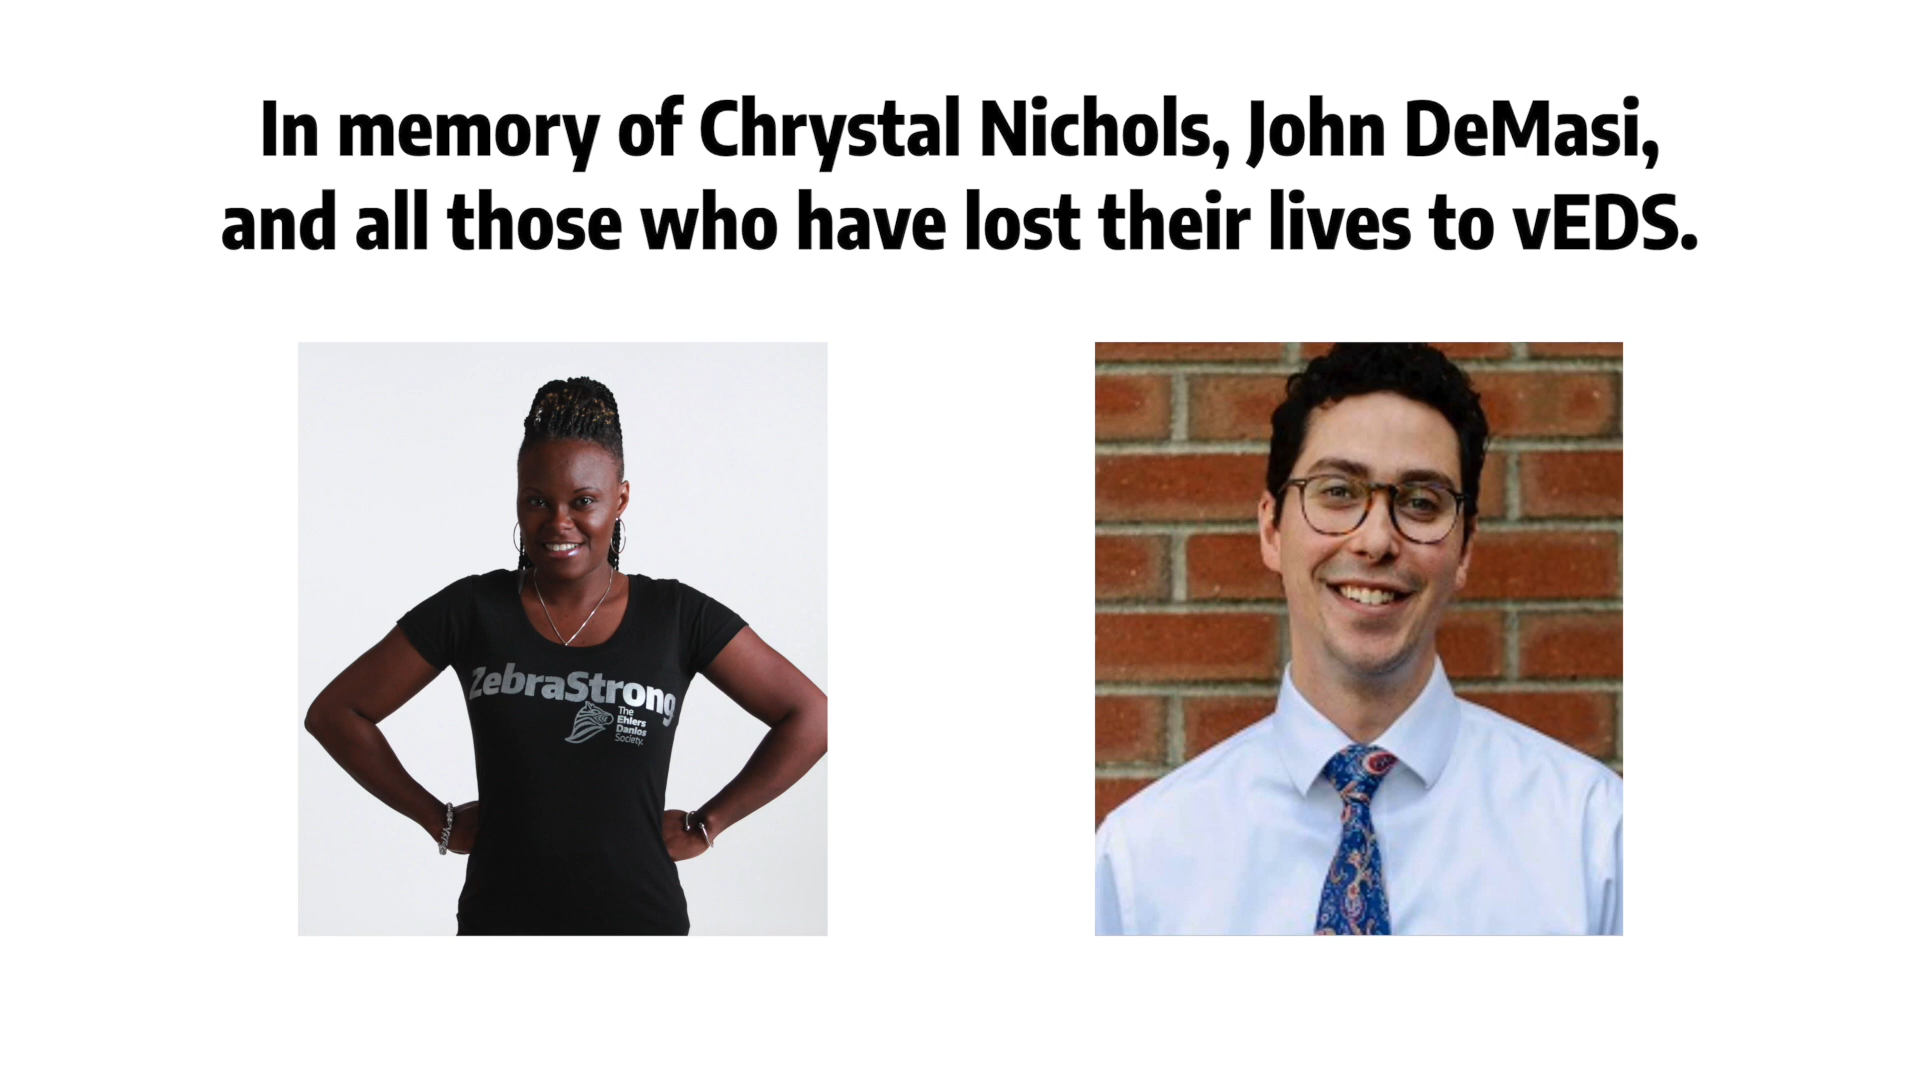 In memory of Chrystal Nichols, John DeMasi,
and all those who have lost their lives to vEDS.
ZebraStrong
The
Ehlers
Danlos
Society.